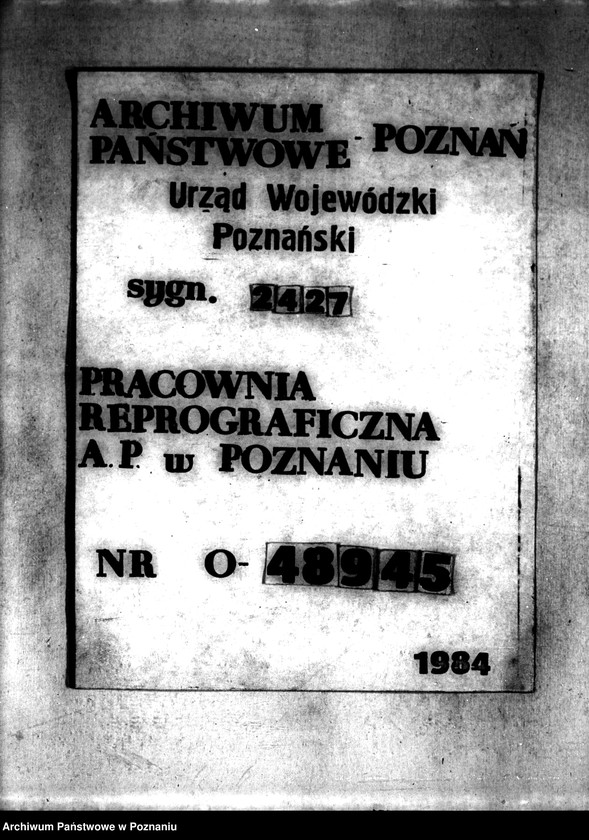 ARCHIWUM
PAŃSTWOWE - POZNAŃ
Urząd Wojewódzki
Poznański
sygn. 2427
PRACOWNIA
REPROGRAFICZNA
A.P. w POZNANIU
NR O-48945
1984
Archiwum Państwowe w Poznaniu